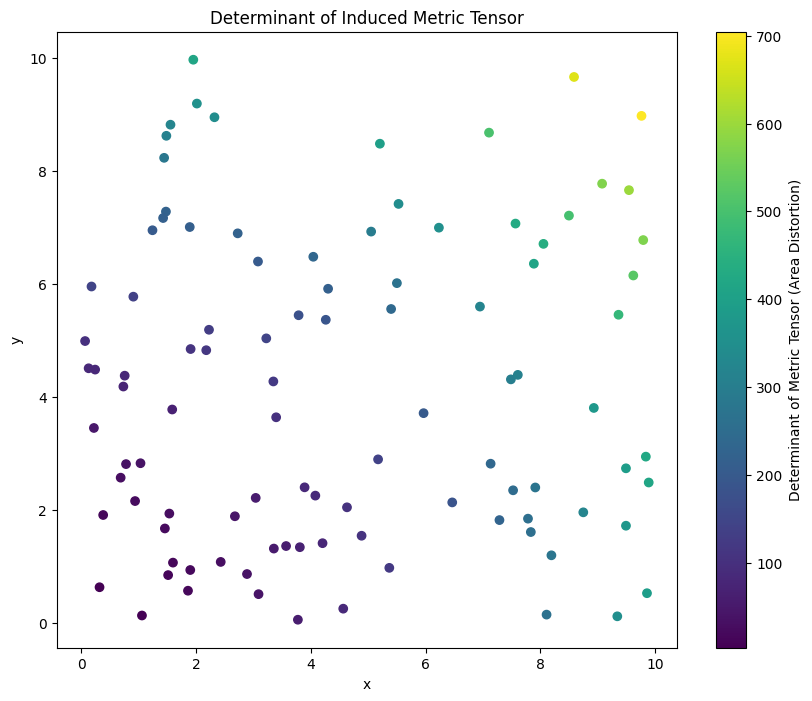 Determinant of Induced Metric Tensor
10
8
6
4
2
0
y
0 2 4 6 8 10
x
700
600
500
400
300
200
100
Determinant of Metric Tensor (Area Distortion)